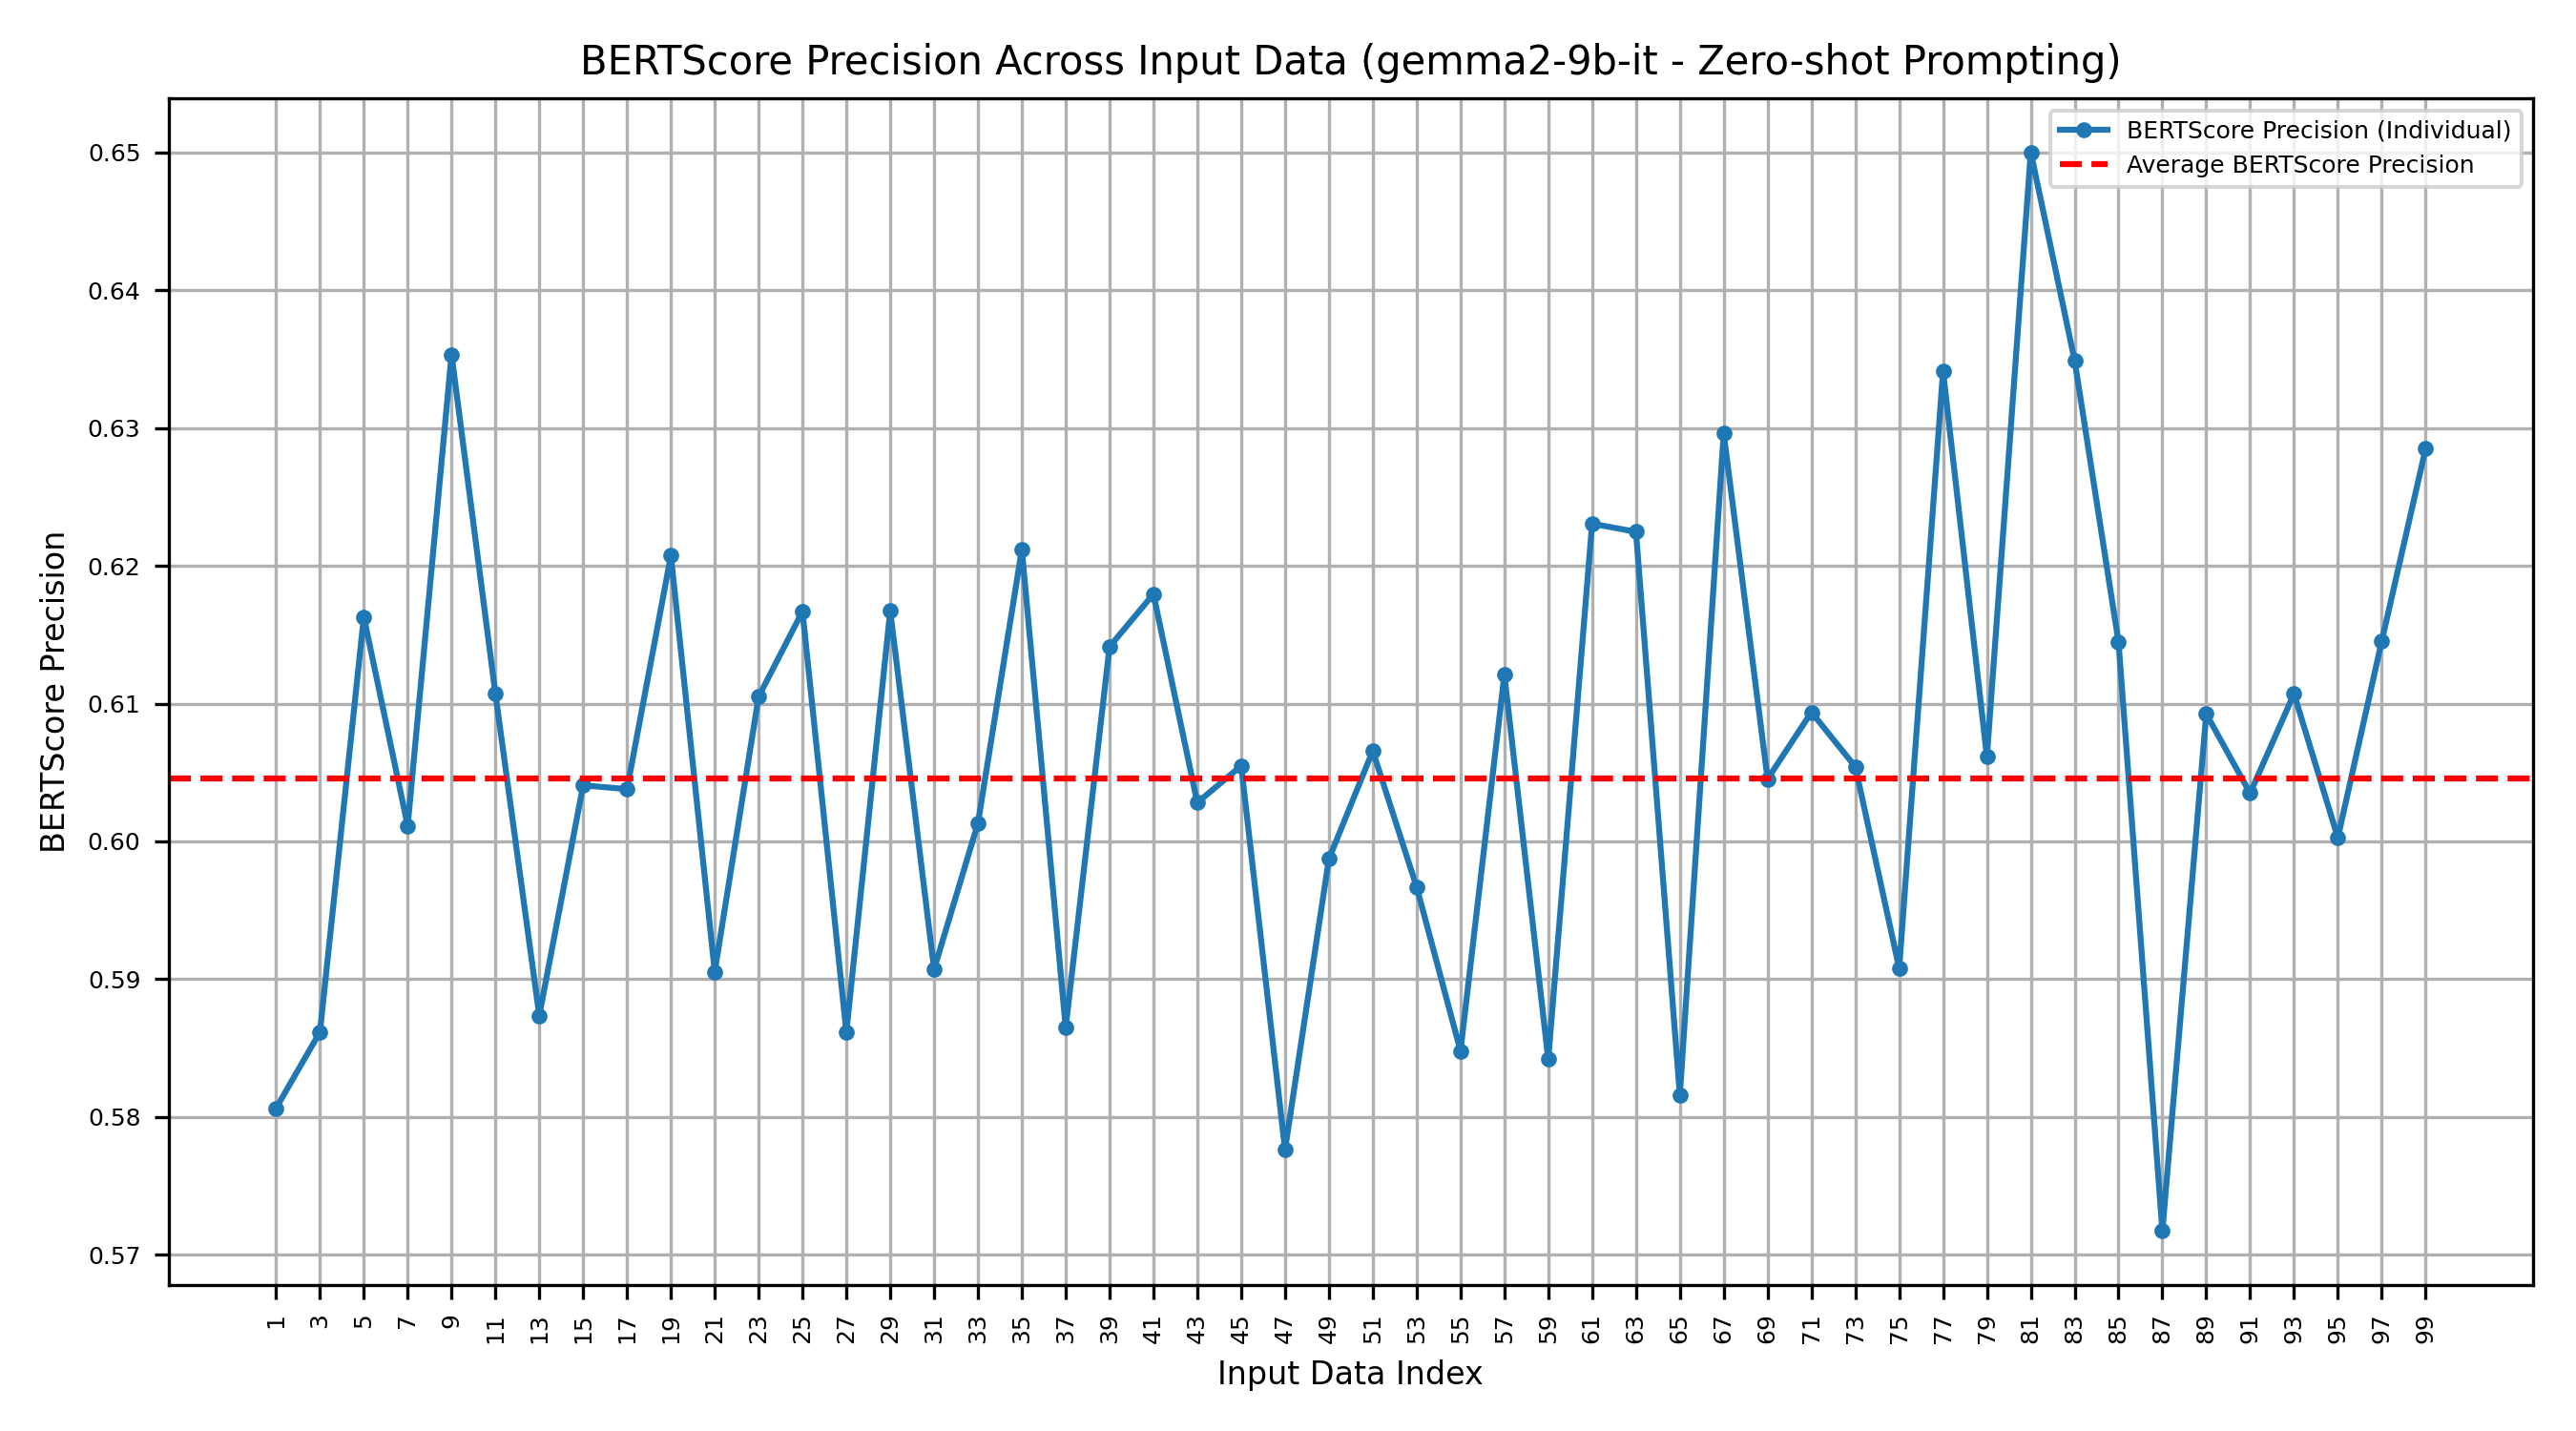 BERTScore Precision Across Input Data (gemma2-9b-it - Zero-shot Prompting)
BERTScore Precision (Individual)
Average BERTScore Precision
BERTScore Precision
0.65
0.64
0.63
0.62
0.61
0.60
0.59
0.58
0.57
1 3 5 7 9 11 13 15 17 19 21 23 25 27 29 31 33 35 37 39 41 43 45 47 49 51 53 55 57 59 61 63 65 67 69 71 73 75 77 79 81 83 85 87 89 91 93 95 97 99
Input Data Index